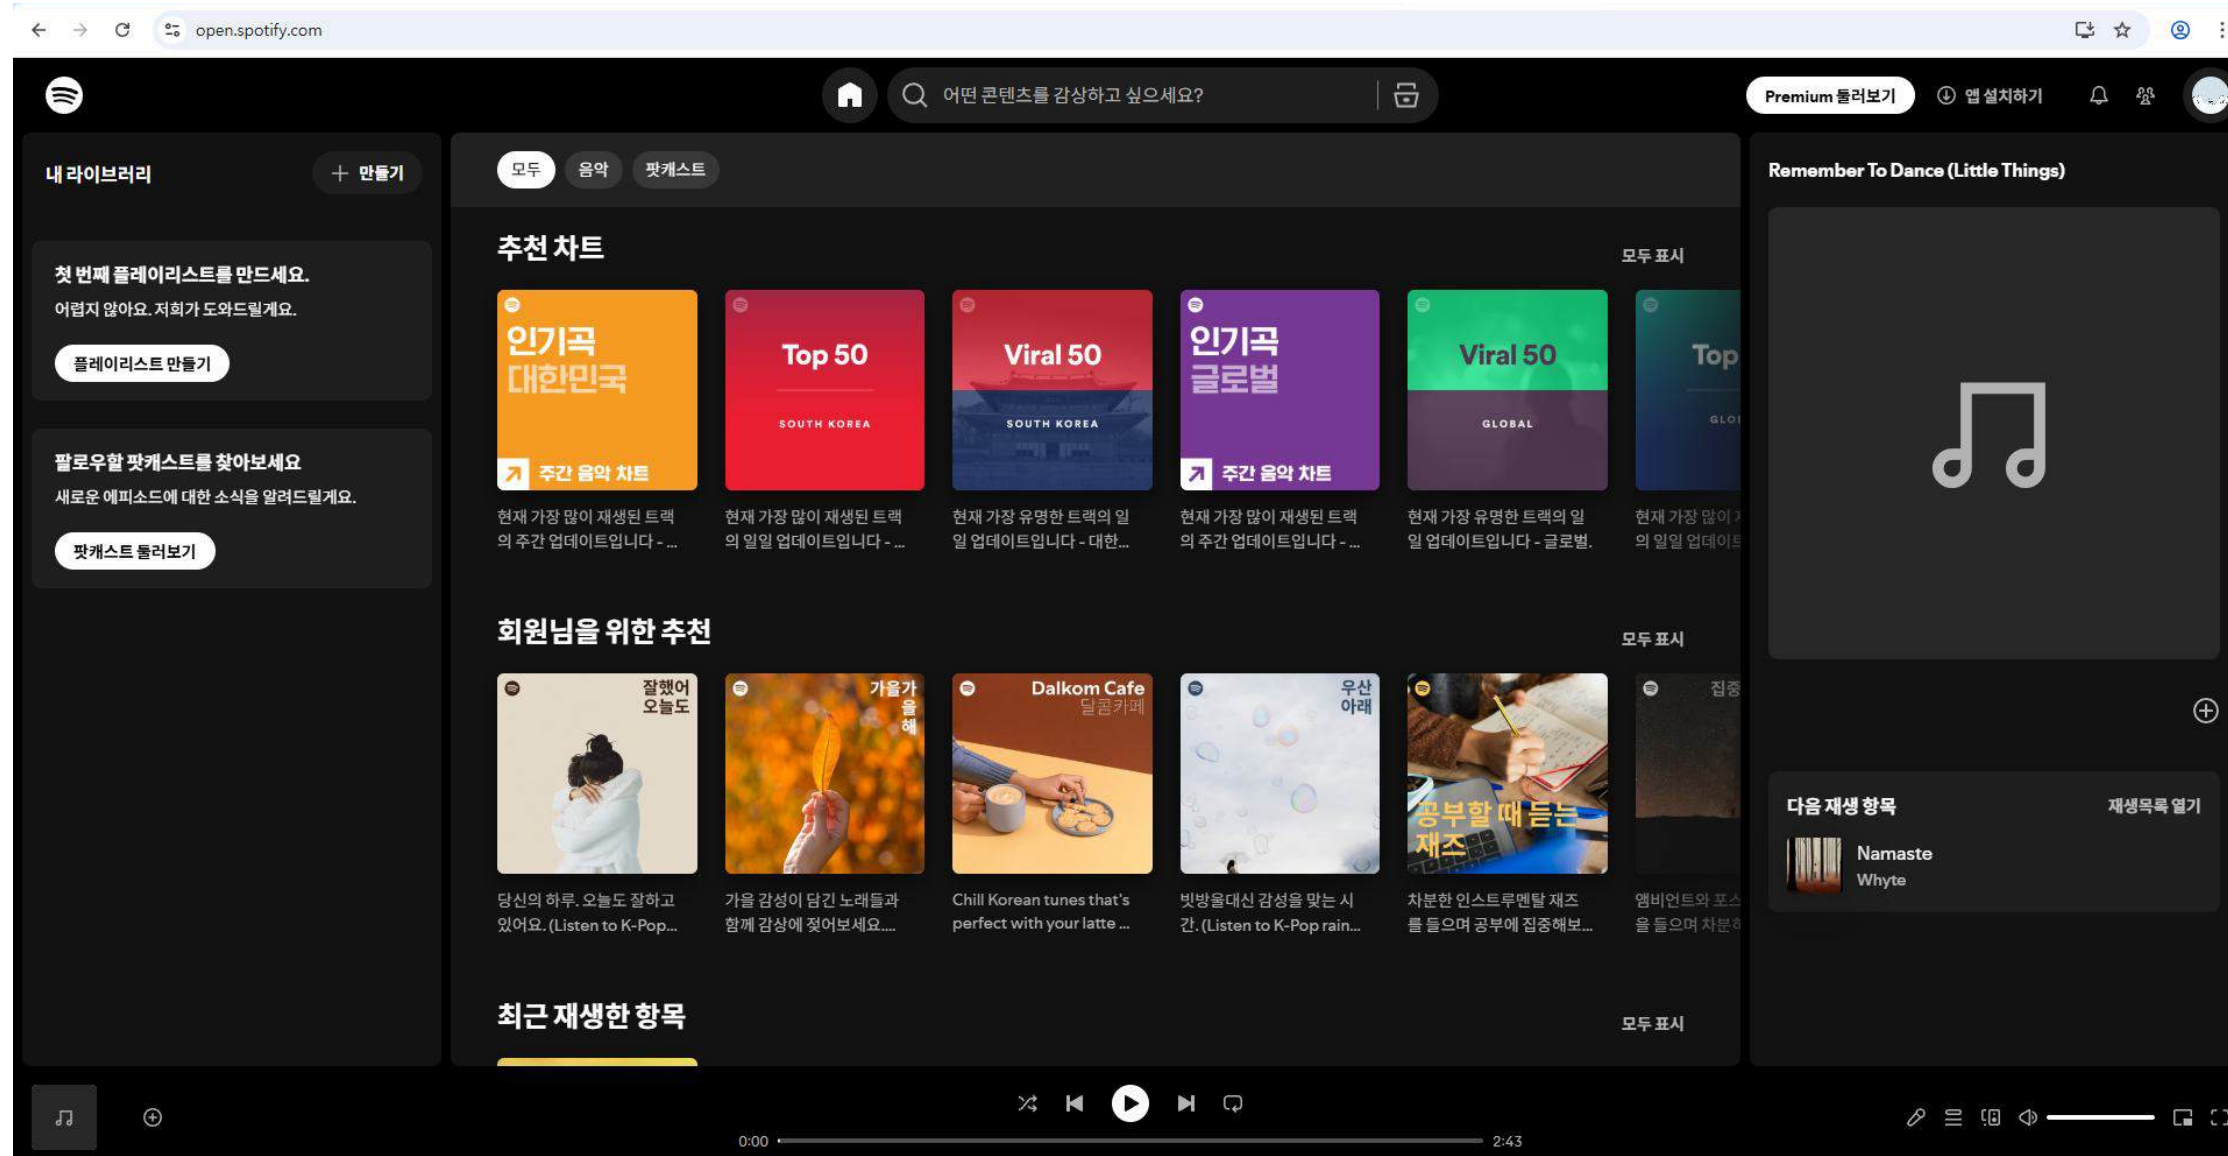 open.spotify.com
어떤 콘텐츠를 감상하고 싶으세요?
Premium 둘러보기
앱 설치하기
내 라이브러리
만들기
첫 번째 플레이리스트를 만드세요.
어렵지 않아요. 저희가 도와드릴게요.
플레이리스트 만들기
팔로우할 팟캐스트를 찾아보세요
새로운 에피소드에 대한 소식을 알려드릴게요.
팟캐스트 둘러보기
모두
음악
팟캐스트
추천 차트
모두 표시
인기곡
대한민국
주간 음악 차트
현재 가장 많이 재생된 트랙
의 주간 업데이트입니다 - ...
Top 50
SOUTH KOREA
현재 가장 많이 재생된 트랙
의 일일 업데이트입니다 - ...
Viral 50
SOUTH KOREA
현재 가장 유명한 트랙의 일
일 업데이트입니다 - 대한...
인기곡
글로벌
주간 음악 차트
현재 가장 많이 재생된 트랙
의 주간 업데이트입니다 - ...
Viral 50
GLOBAL
현재 가장 유명한 트랙의 일
일 업데이트입니다 - 글로벌.
Top
현재 가장 많이
의 일일
회원님을 위한 추천
모두 표시
잘했어
오늘도
당신의 하루. 오늘도 잘하고
있어요. (Listen to K-Pop...
가을가
을
해
가을 감성이 담긴 노래들과
함께 감상에 젖어보세요....
Dalkom Cafe
달콤카페
Chill Korean tunes that's
perfect with your latte ...
우산
아래
빗방울대신 감성을 맞는 시
간. (Listen to K-Pop rain...
공부할 때 듣는
재즈
차분한 인스트루멘탈 재즈
를 들으며 공부에 집중해보...
집중
앰비언트와 포스
을 들으며
최근 재생한 항목
모두 표시
Remember To Dance (Little Things)
다음 재생 항목
재생목록 열기
Namaste
Whyte
0:00
2:43